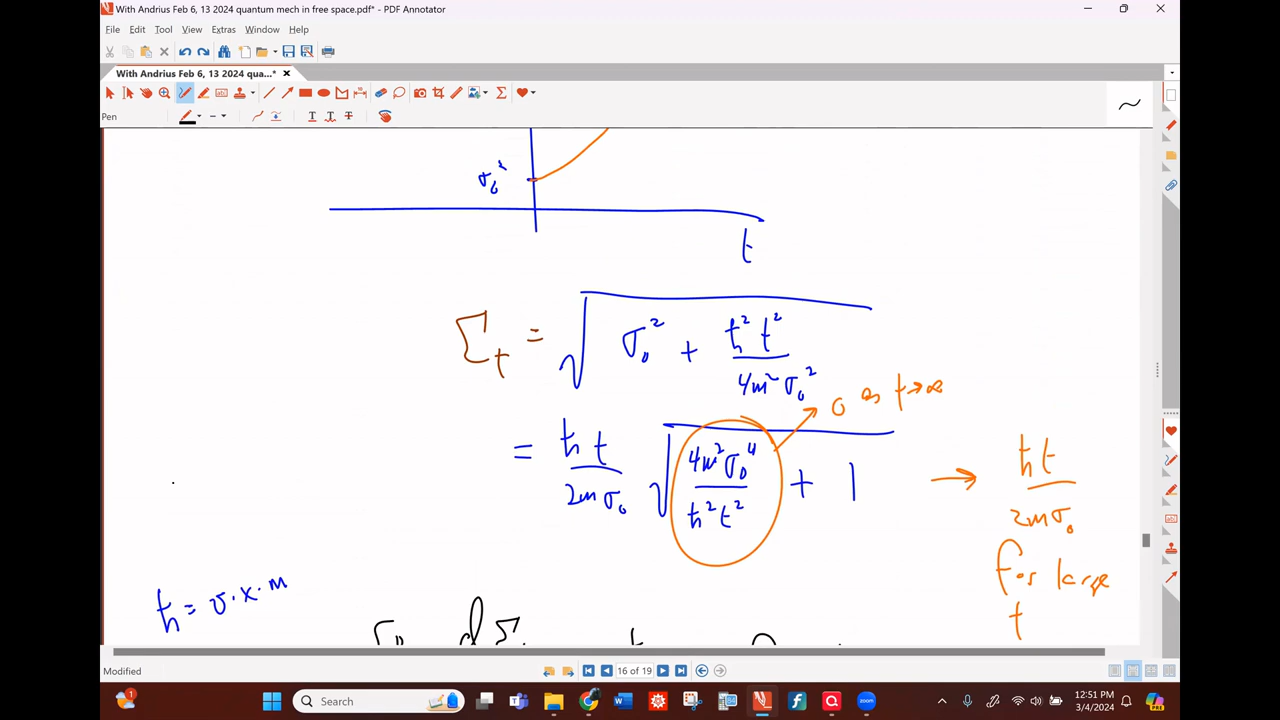 With Andrius Feb 6, 13 2024 quantum mech in free space.pdf* - PDF Annotator
File Edit Tool View Extras Window Help
With Andrius Feb 6, 13 2024 qua...*
Pen
σ₀²
t
Σₜ = √(σ₀² + ħ²t² / 4m²σ₀²)
0 as t→∞
= ħt / 2mσ₀ √(4m²σ₀⁴ / ħ²t² + 1) → ħt / 2mσ₀
for large
t
ħ = v·x·m
Modified
16 of 19
Search
12:51 PM
3/4/2024